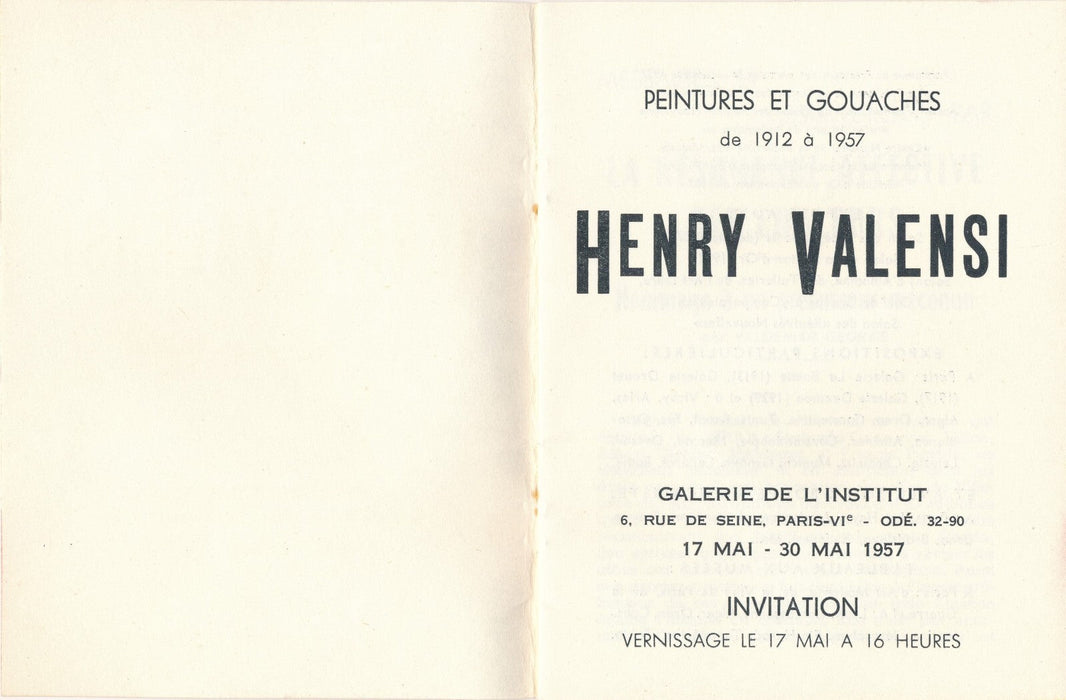 PEINTURES ET GOUACHES
de 1912 à 1957
HENRY VALENSI
GALERIE DE L'INSTITUT
6, RUE DE SEINE, PARIS-VIe - ODÉ. 32-90
17 MAI - 30 MAI 1957
INVITATION
VERNISSAGE LE 17 MAI A 16 HEURES